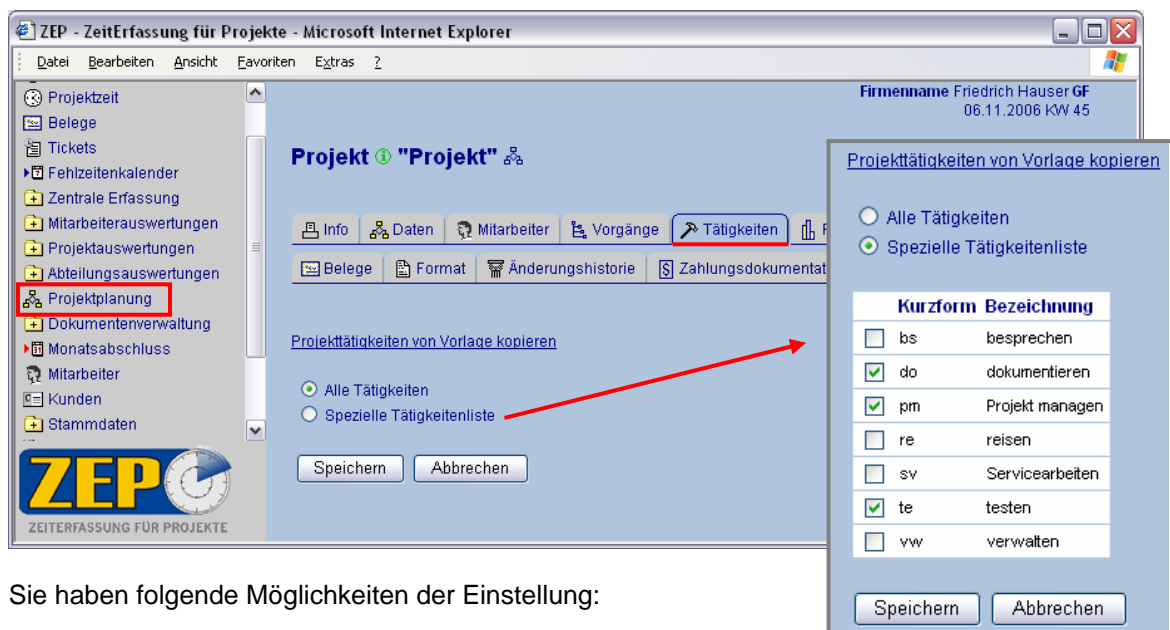 ZEP - ZeitErfassung für Projekte - Microsoft Internet Explorer
Datei Bearbeiten Ansicht Favoriten Extras ?
Projektzeit
Belege
Tickets
Fehlzeitenkalender
Zentrale Erfassung
Mitarbeiterauswertungen
Projektauswertungen
Abteilungsauswertungen
Projektplanung
Dokumentenverwaltung
Monatsabschluss
Mitarbeiter
Kunden
Stammdaten
ZEP
ZEITERFASSUNG FÜR PROJEKTE
Firmenname Friedrich Hauser GF
06.11.2006 KW 45
Projekt "Projekt"
Info Daten Mitarbeiter Vorgänge Tätigkeiten
Belege Format Änderungshistorie Zahlungsdokumentat
Projekttätigkeiten von Vorlage kopieren
Alle Tätigkeiten
Spezielle Tätigkeitenliste
Speichern Abbrechen
Projekttätigkeiten von Vorlage kopieren
Alle Tätigkeiten
Spezielle Tätigkeitenliste
Kurzform Bezeichnung
bs besprechen
do dokumentieren
pm Projekt managen
re reisen
sv Servicearbeiten
te testen
vw verwalten
Speichern Abbrechen
Sie haben folgende Möglichkeiten der Einstellung: